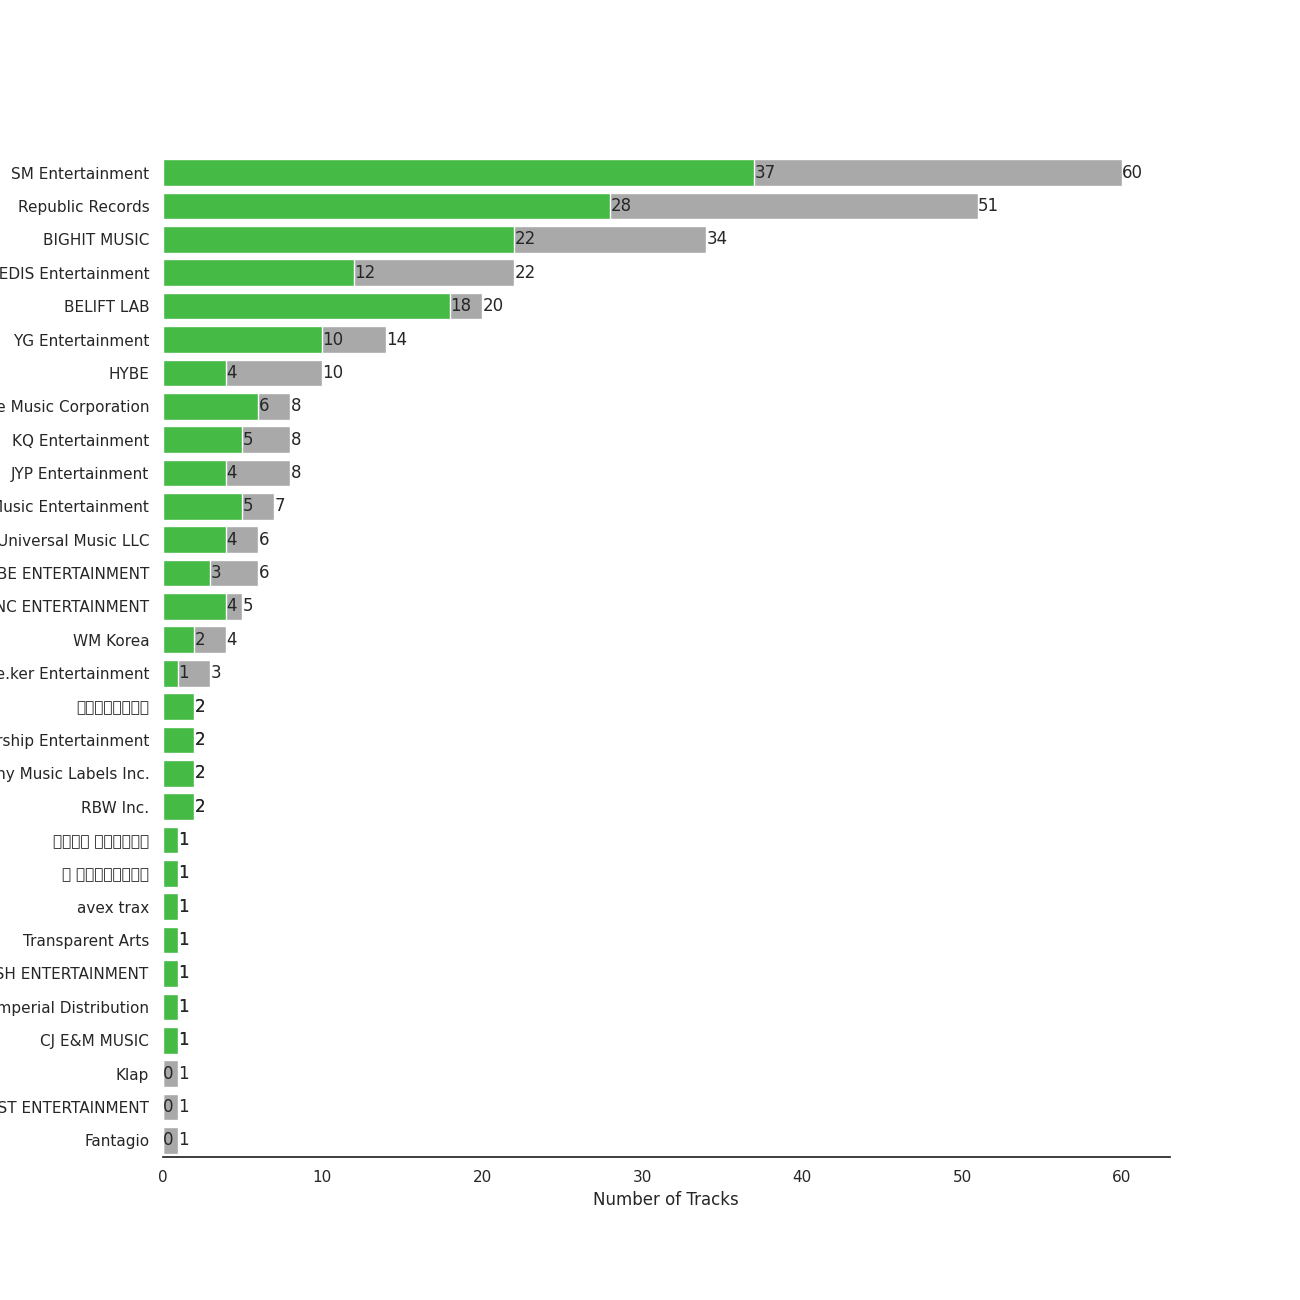 SM Entertainment 37 60
Republic Records 28 51
BIGHIT MUSIC 22 34
EDIS Entertainment 12 22
BELIFT LAB 18 20
YG Entertainment 10 14
HYBE 4 10
e Music Corporation 6 8
KQ Entertainment 5 8
JYP Entertainment 4 8
Music Entertainment 5 7
Universal Music LLC 4 6
BE ENTERTAINMENT 3 6
NC ENTERTAINMENT 4 5
WM Korea 2 4
e.ker Entertainment 1 3
2
rship Entertainment 2
ny Music Labels Inc. 2
RBW Inc. 2
1
1
avex trax 1
Transparent Arts 1
SH ENTERTAINMENT 1
mperial Distribution 1
CJ E&M MUSIC 1
Klap 0 1
ST ENTERTAINMENT 0 1
Fantagio 0 1
0 10 20 30 40 50 60
Number of Tracks